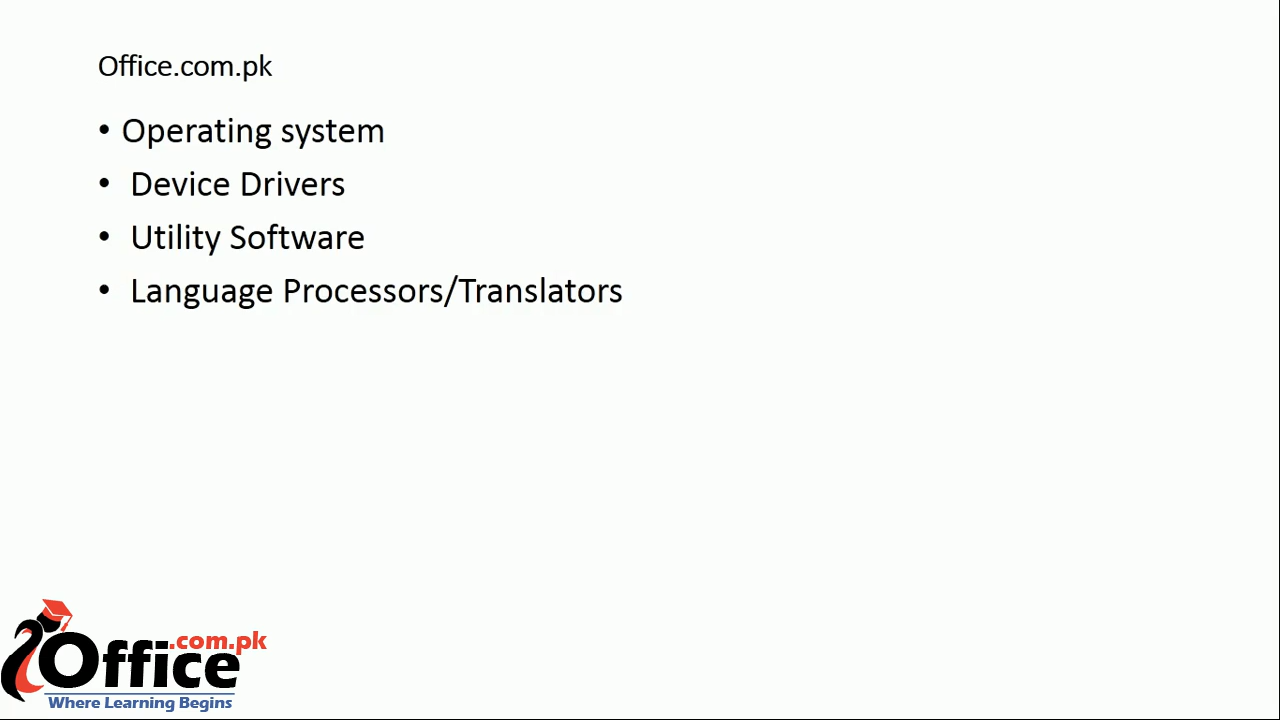 Office.com.pk
• Operating system
• Device Drivers
• Utility Software
• Language Processors/Translators
Office.com.pk
Where Learning Begins